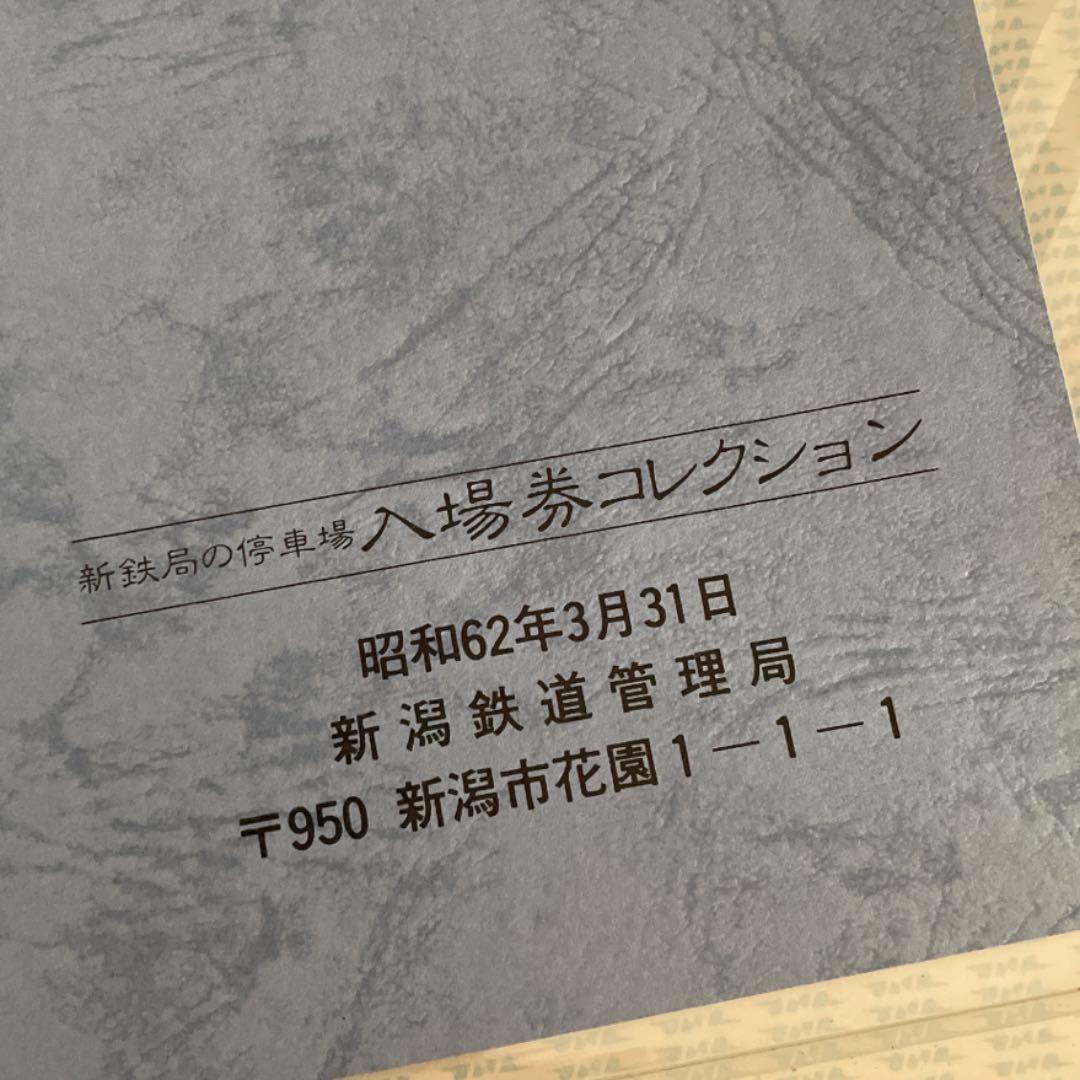 新鉄局の停車場 入場券コレクション
昭和62年3月31日
新潟鉄道管理局
〒950 新潟市花園1-1-1